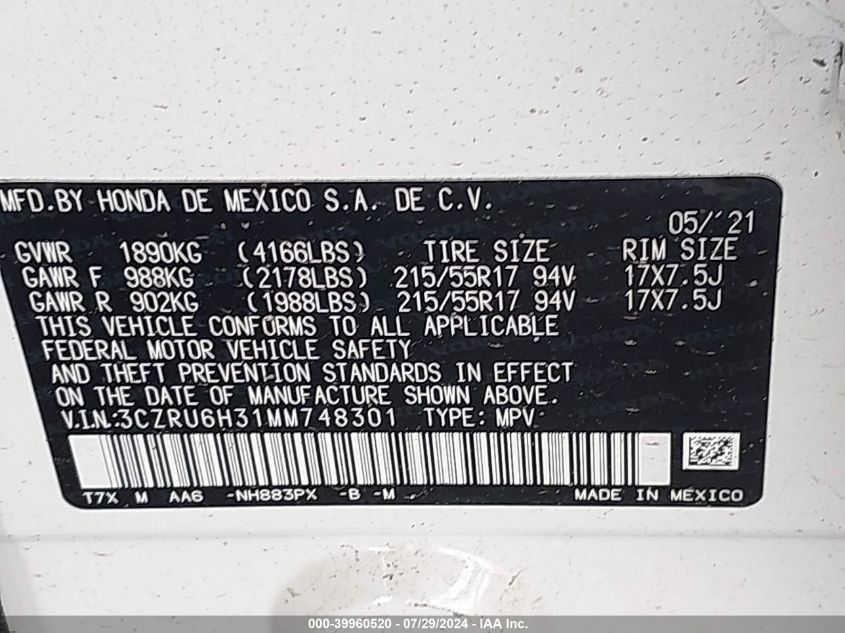 MFD.BY HONDA DE MEXICO S.A. DE C.V.
05/'21
GVWR 1890KG (4166LBS) TIRE SIZE RIM SIZE
GAWR F 988KG (2178LBS) 215/55R17 94V 17X7.5J
GAWR R 902KG (1988LBS) 215/55R17 94V 17X7.5J
THIS VEHICLE CONFORMS TO ALL APPLICABLE
FEDERAL MOTOR VEHICLE SAFETY
AND THEFT PREVENTION STANDARDS IN EFFECT
ON THE DATE OF MANUFACTURE SHOWN ABOVE.
V.I.N.:3CZRU6H31MM748301 TYPE: MPV
T7X M AA6 -NH883PX -B -M MADE IN MEXICO
000-39960520 - 07/29/2024 - IAA Inc.